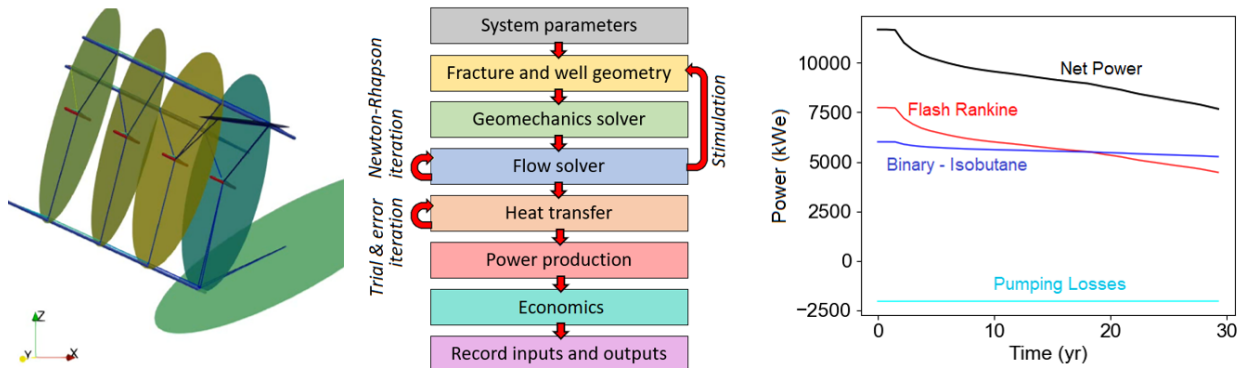 Z
Y
X
System parameters
Fracture and well geometry
Geomechanics solver
Flow solver
Heat transfer
Power production
Economics
Record inputs and outputs
Newton-Rhapson
iteration
Trial & error
iteration
Stimulation
Power (kWe)
10000
7500
5000
2500
0
−2500
Net Power
Flash Rankine
Binary - Isobutane
Pumping Losses
0
10
20
30
Time (yr)